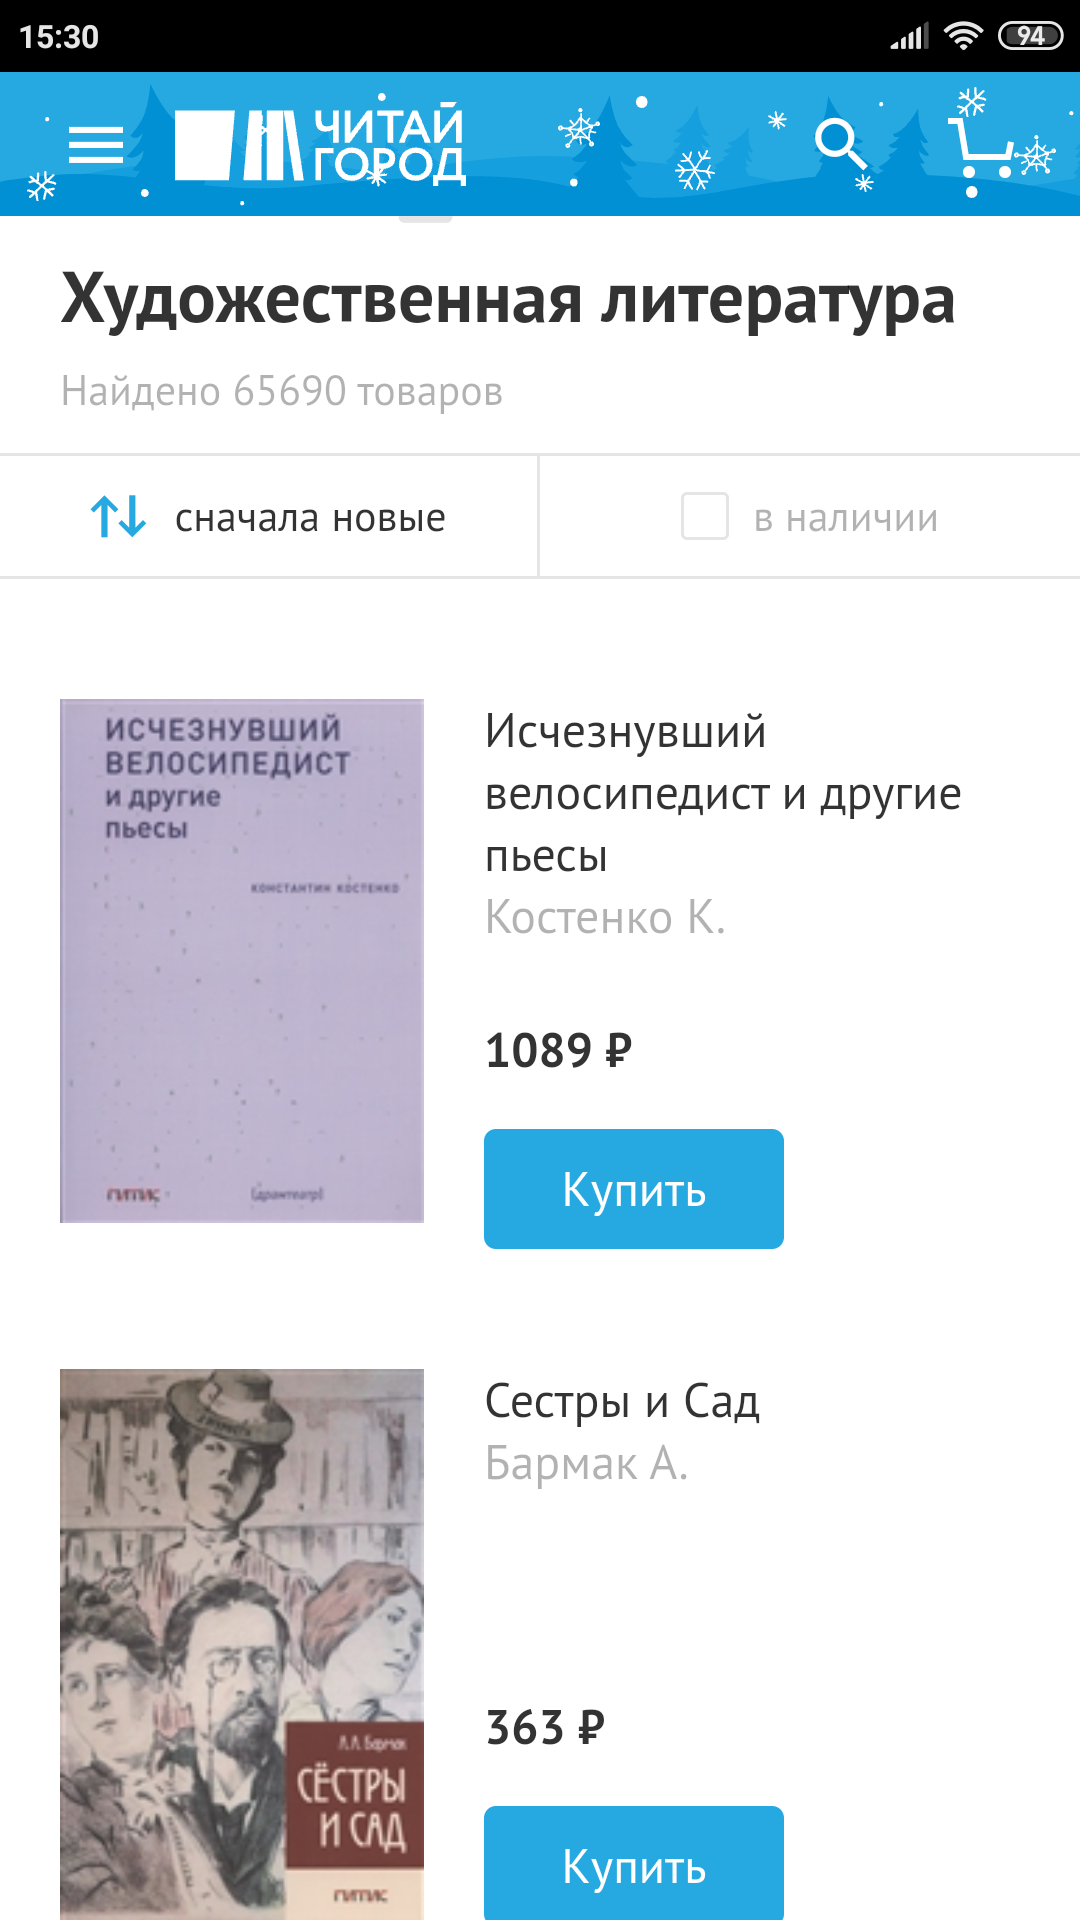 15:30
94
ЧИТАЙ
ГОРОД
Художественная литература
Найдено 65690 товаров
сначала новые
в наличии
ИСЧЕЗНУВШИЙ
ВЕЛОСИПЕДИСТ
и другие
пьесы
КОНСТАНТИН КОСТЕНКО
ГИТИС
(драмтеатр)
Исчезнувший
велосипедист и другие
пьесы
Костенко К.
1089 ₽
Купить
А.А. Бармак
СЁСТРЫ
И САД
ГИТИС
Сестры и Сад
Бармак А.
363 ₽
Купить